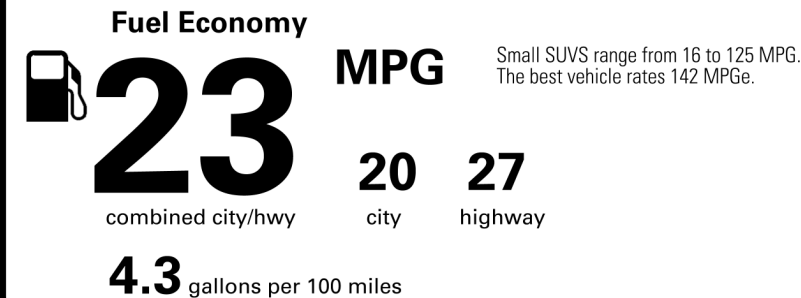 Fuel Economy
23
MPG
Small SUVS range from 16 to 125 MPG.
The best vehicle rates 142 MPGe.
20 27
combined city/hwy city highway
4.3 gallons per 100 miles